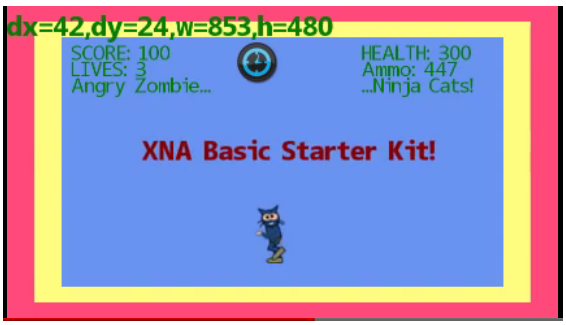 dx=42,dy=24,w=853,h=480
SCORE: 100
LIVES: 3
Angry Zombie...
HEALTH: 300
Ammo: 447
...Ninja Cats!
XNA Basic Starter Kit!